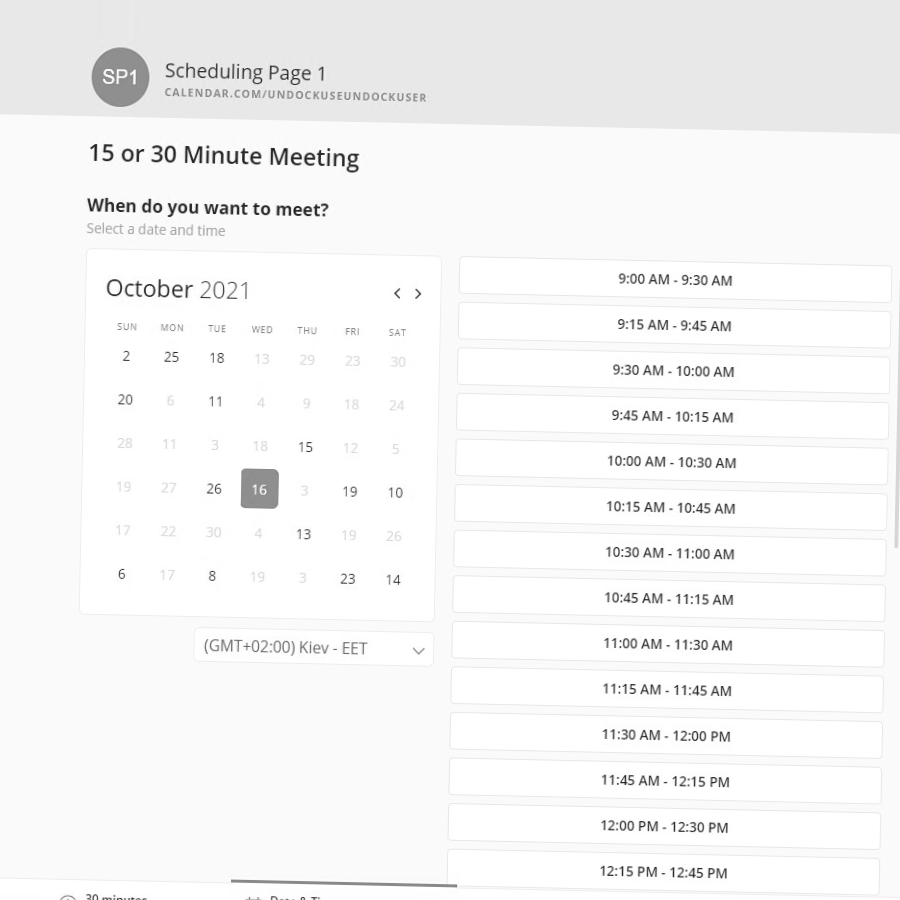 SP1
Scheduling Page 1
CALENDAR.COM/UNDOCKUSEUNDOCKUSER
15 or 30 Minute Meeting
When do you want to meet?
Select a date and time
October 2021
SUN MON TUE WED THU FRI SAT
2 25 18 13 29 23 30
20 6 11 4 9 18 24
28 11 3 18 15 12 5
19 27 26 16 3 19 10
17 22 30 4 13 19 26
6 17 8 19 3 23 14
(GMT+02:00) Kiev - EET
9:00 AM - 9:30 AM
9:15 AM - 9:45 AM
9:30 AM - 10:00 AM
9:45 AM - 10:15 AM
10:00 AM - 10:30 AM
10:15 AM - 10:45 AM
10:30 AM - 11:00 AM
10:45 AM - 11:15 AM
11:00 AM - 11:30 AM
11:15 AM - 11:45 AM
11:30 AM - 12:00 PM
11:45 AM - 12:15 PM
12:00 PM - 12:30 PM
12:15 PM - 12:45 PM
30 minutes